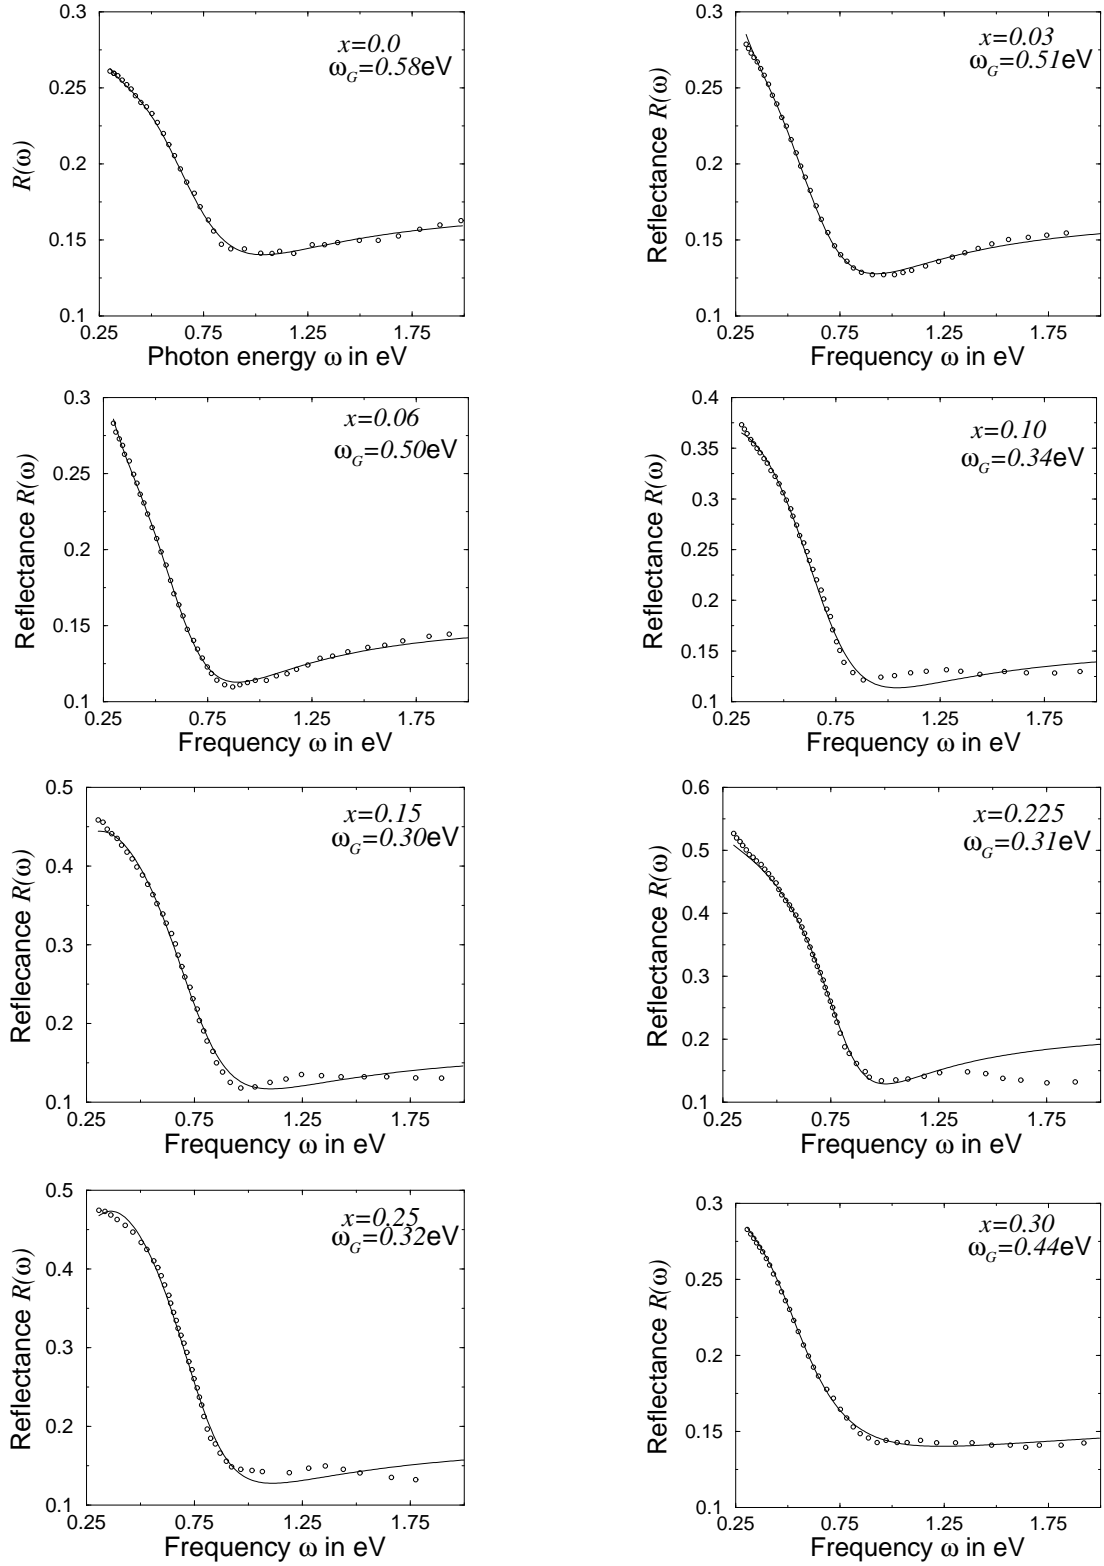 0.3
0.25
0.2
0.15
0.1
R(ω)
x=0.0
ωG=0.58eV
0.25 0.75 1.25 1.75
Photon energy ω in eV
0.3
0.25
0.2
0.15
0.1
Reflectance R(ω)
x=0.03
ωG=0.51eV
0.25 0.75 1.25 1.75
Frequency ω in eV
0.3
0.25
0.2
0.15
0.1
Reflectance R(ω)
x=0.06
ωG=0.50eV
0.25 0.75 1.25 1.75
Frequency ω in eV
0.4
0.35
0.3
0.25
0.2
0.15
0.1
Reflectance R(ω)
x=0.10
ωG=0.34eV
0.25 0.75 1.25 1.75
Frequency ω in eV
0.5
0.4
0.3
0.2
0.1
Reflecance R(ω)
x=0.15
ωG=0.30eV
0.25 0.75 1.25 1.75
Frequency ω in eV
0.6
0.5
0.4
0.3
0.2
0.1
Reflectance R(ω)
x=0.225
ωG=0.31eV
0.25 0.75 1.25 1.75
Frequency ω in eV
0.5
0.4
0.3
0.2
0.1
Reflectance R(ω)
x=0.25
ωG=0.32eV
0.25 0.75 1.25 1.75
Frequency ω in eV
0.3
0.25
0.2
0.15
0.1
Reflectance R(ω)
x=0.30
ωG=0.44eV
0.25 0.75 1.25 1.75
Frequency ω in eV